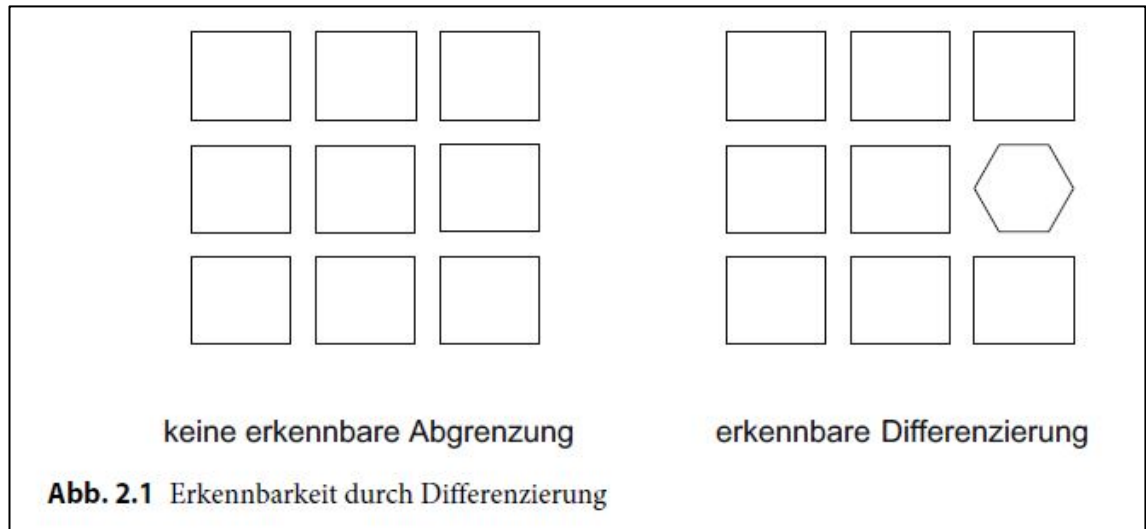 keine erkennbare Abgrenzung
erkennbare Differenzierung
Abb. 2.1 Erkennbarkeit durch Differenzierung